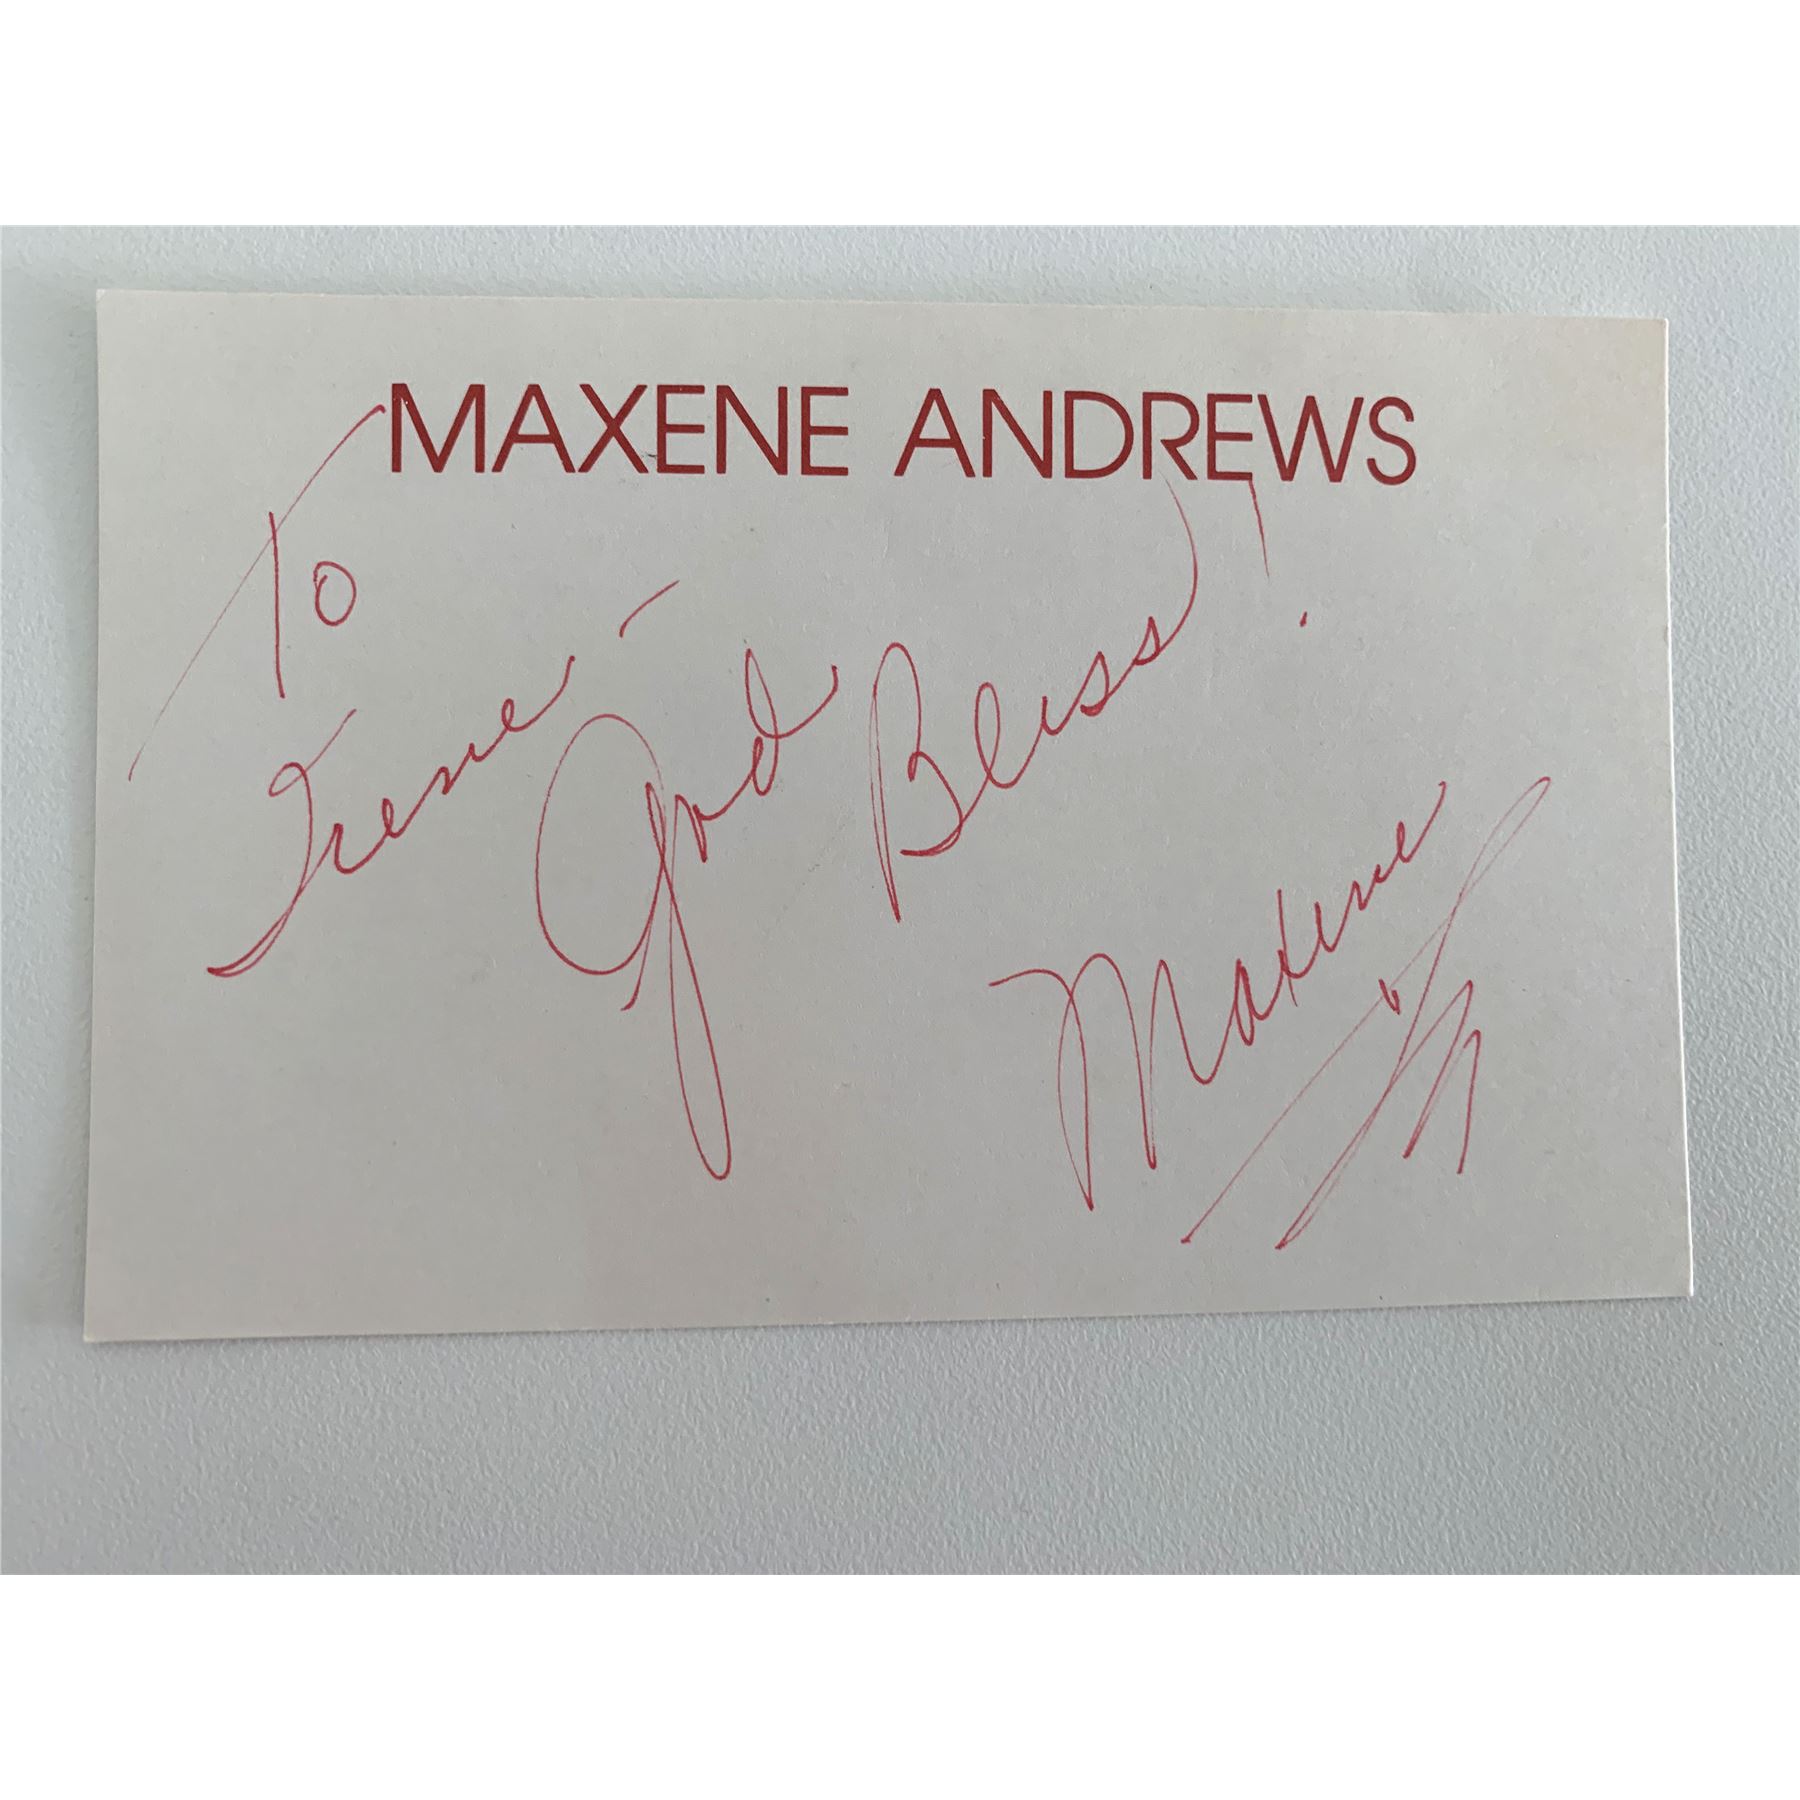 MAXENE ANDREWS
To
Irene -
God Bless!
Maxene